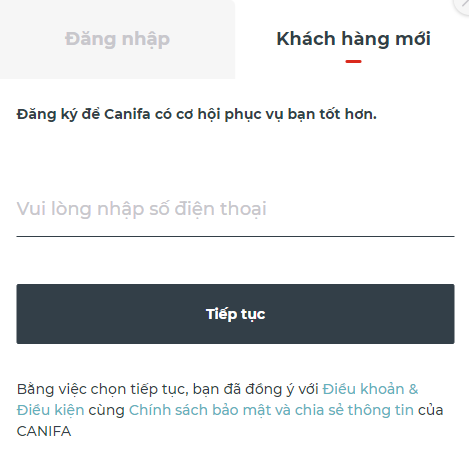 Đăng nhập
Khách hàng mới
Đăng ký để Canifa có cơ hội phục vụ bạn tốt hơn.
Vui lòng nhập số điện thoại
Tiếp tục
Bằng việc chọn tiếp tục, bạn đã đồng ý với Điều khoản &
Điều kiện cùng Chính sách bảo mật và chia sẻ thông tin của
CANIFA